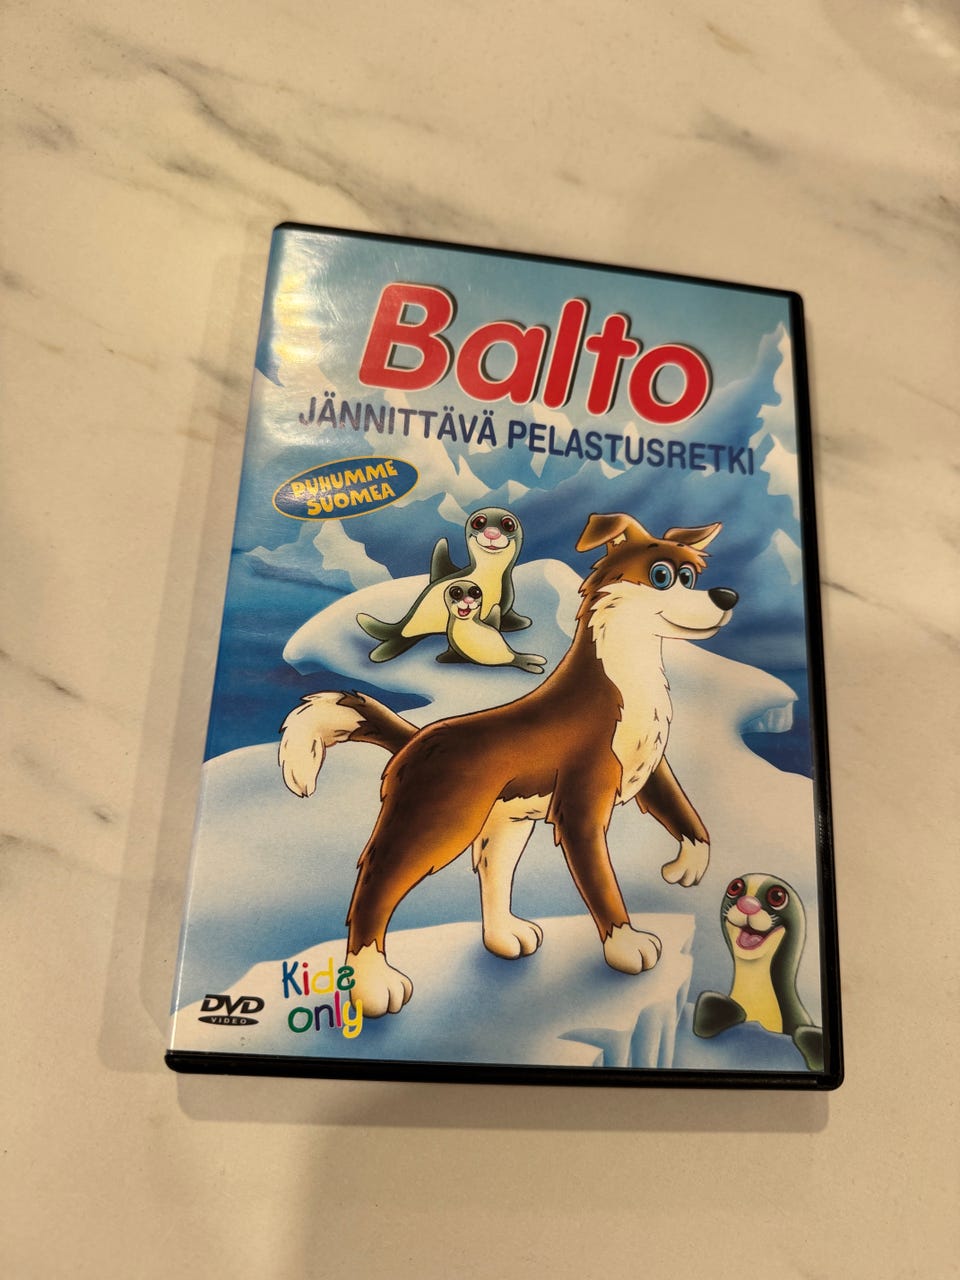 Balto
JÄNNITTÄVÄ PELASTUSRETKI
PUHUMME
SUOMEA
Kids
only
DVD
VIDEO